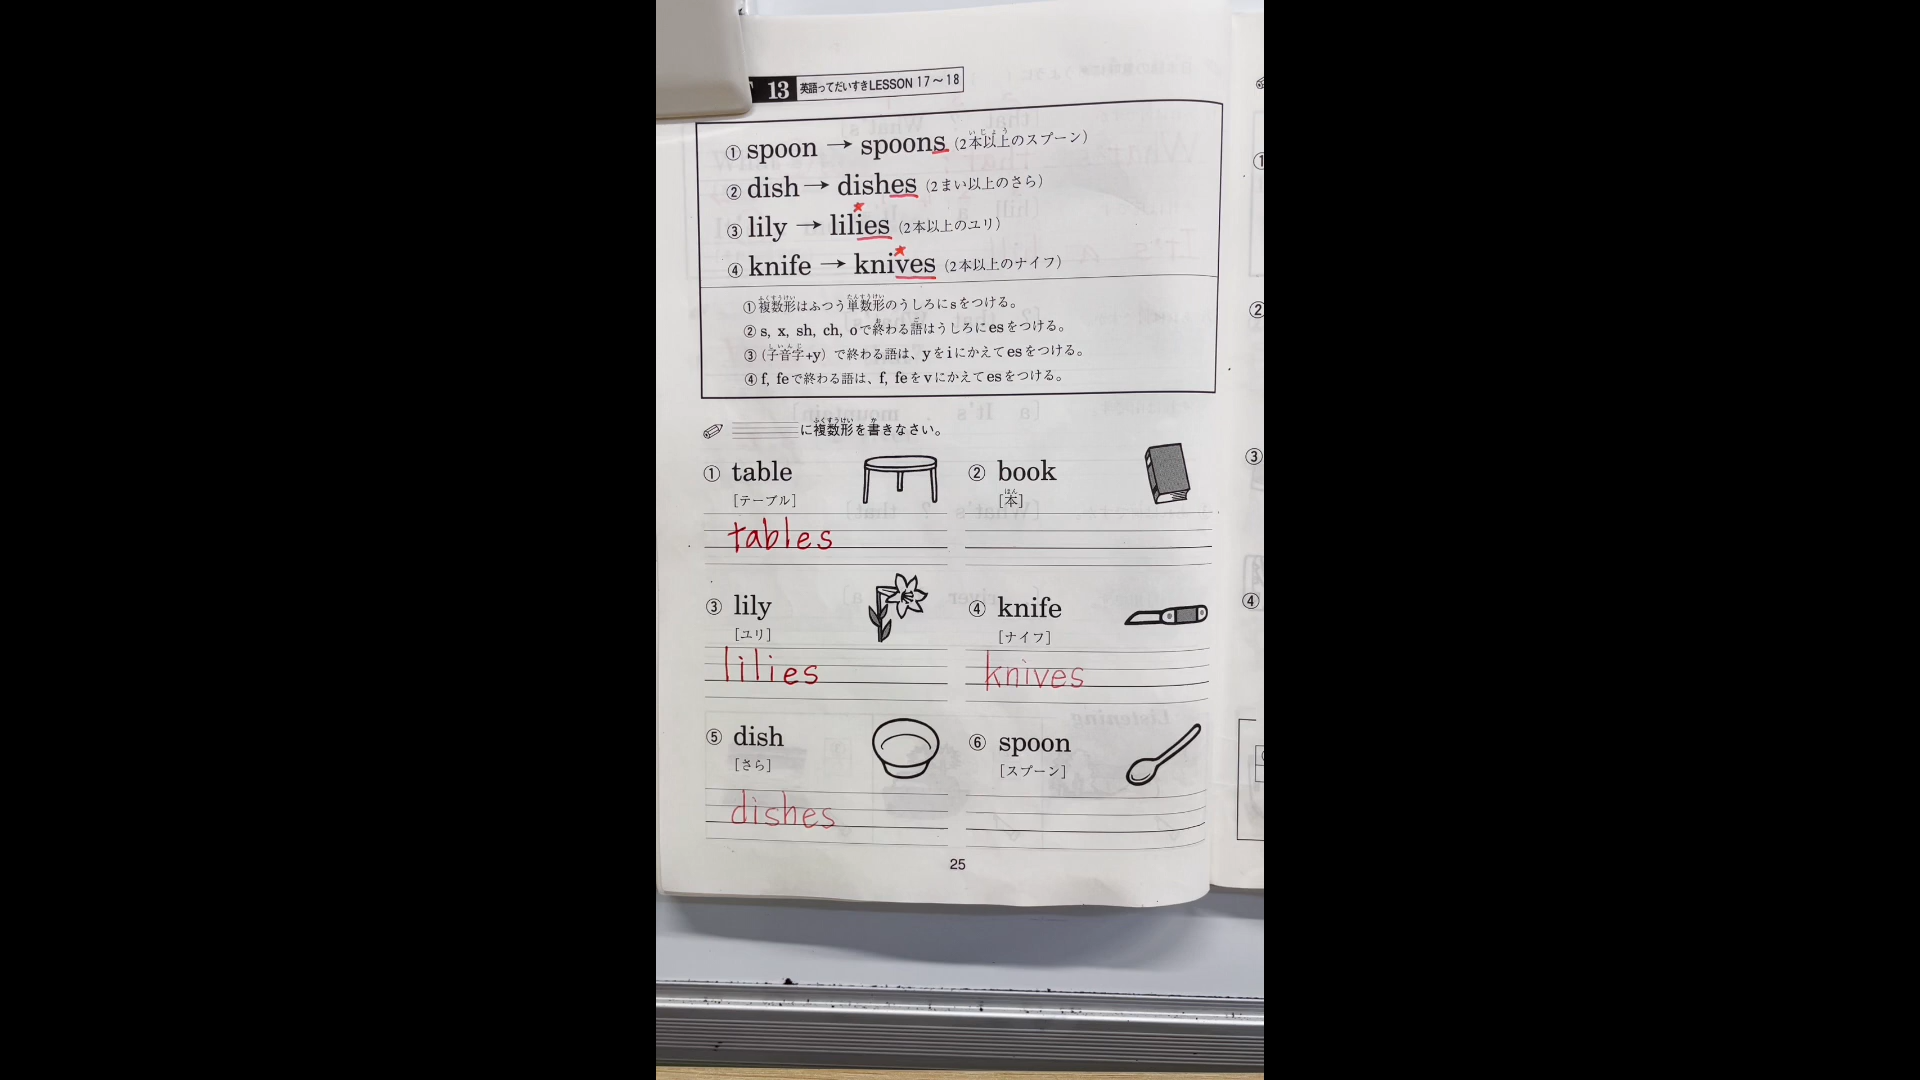 13 英語ってだいすきLESSON 17～18
① spoon → spoons (2本以上のスプーン)
② dish → dishes (2まい以上のさら)
③ lily → lilies (2本以上のユリ)
④ knife → knives (2本以上のナイフ)
①複数形はふつう単数形のうしろにsをつける。
②s, x, sh, ch, oで終わる語はうしろにesをつける。
③(子音字+y) で終わる語は、yをiにかえてesをつける。
④f, feで終わる語は、f, feをvにかえてesをつける。
に複数形を書きなさい。
① table
[テーブル]
tables
② book
[本]
③ lily
[ユリ]
lilies
④ knife
[ナイフ]
knives
⑤ dish
[さら]
dishes
⑥ spoon
[スプーン]
25
①
②
③
④